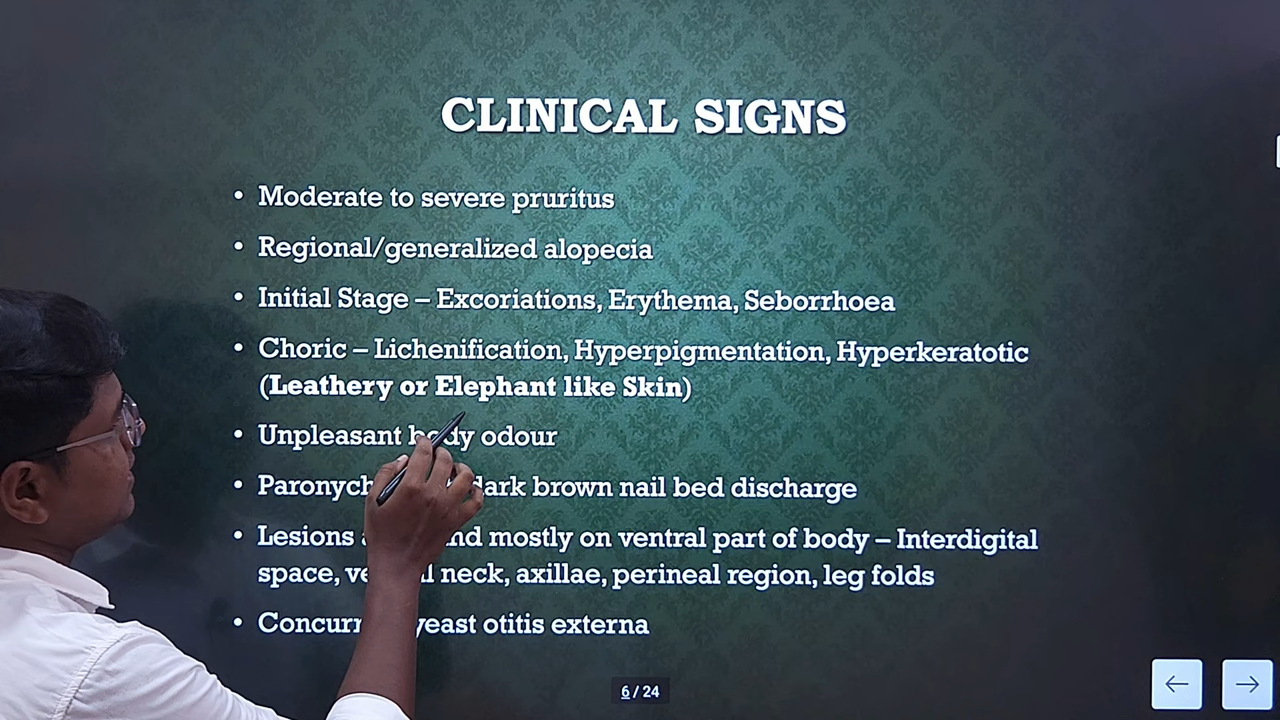 CLINICAL SIGNS
• Moderate to severe pruritus
• Regional/generalized alopecia
• Initial Stage – Excoriations, Erythema, Seborrhoea
• Choric – Lichenification, Hyperpigmentation, Hyperkeratotic
(Leathery or Elephant like Skin)
• Unpleasant body odour
• dark brown nail bed discharge
• Lesions mostly on ventral part of body – Interdigital
space, neck, axillae, perineal region, leg folds
• yeast otitis externa
6 / 24